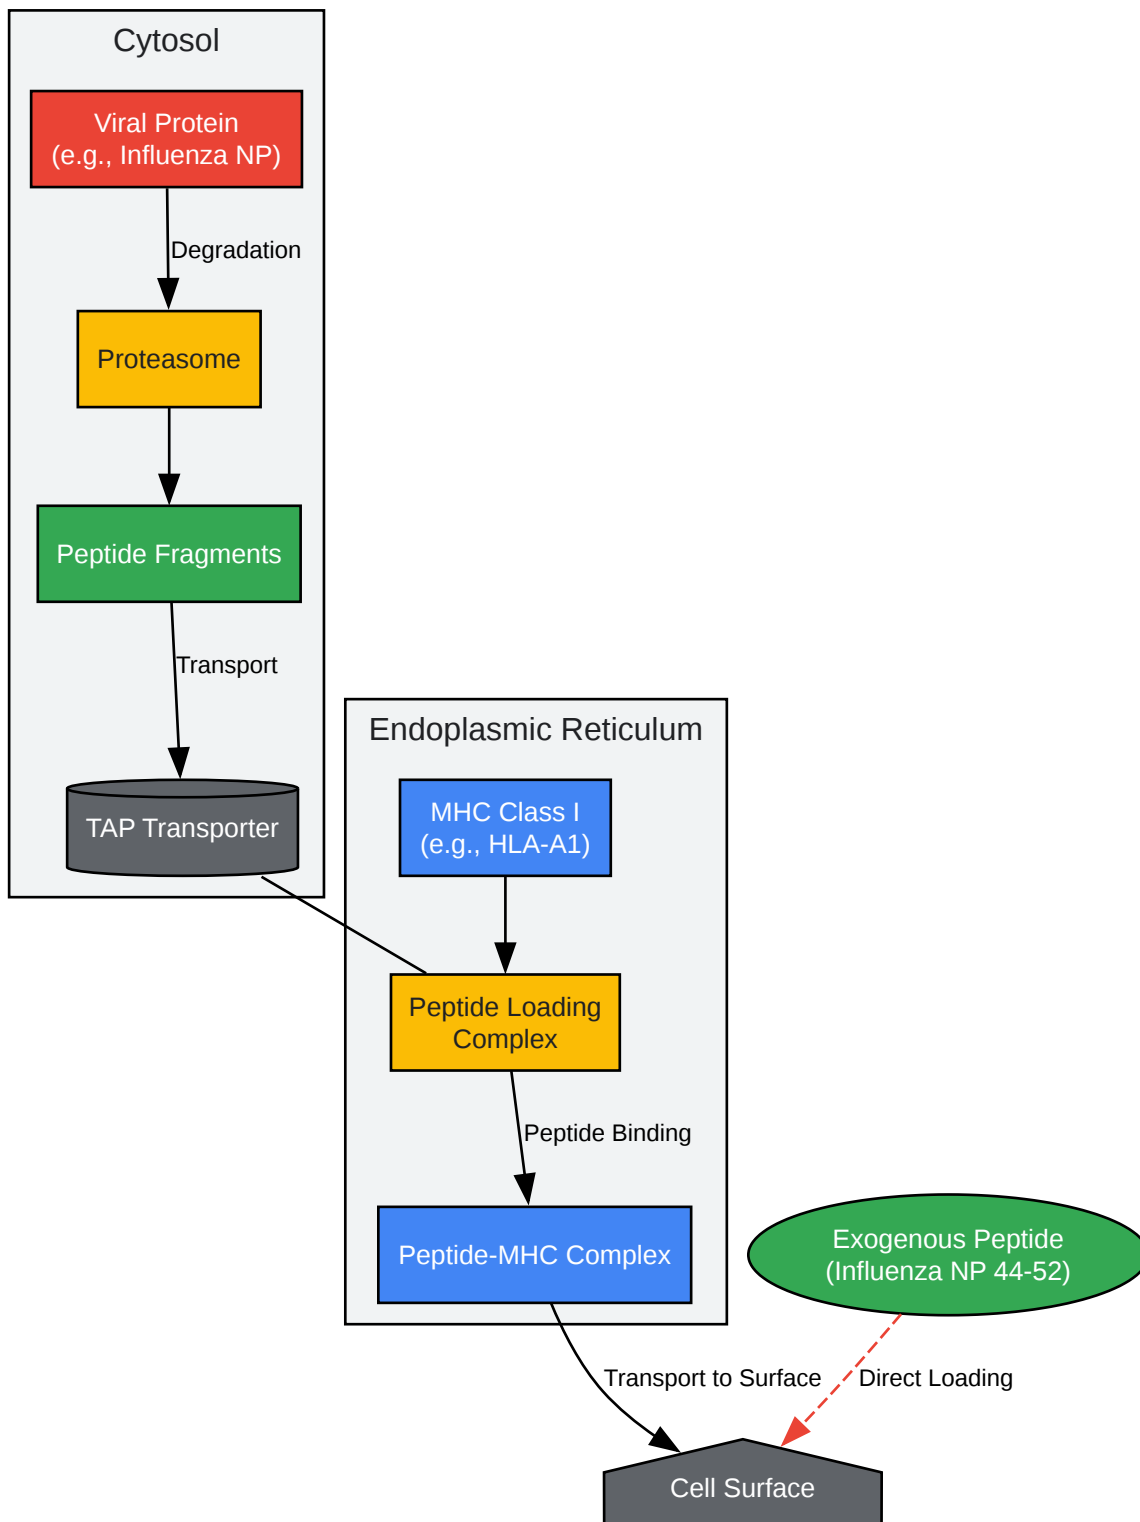 Cytosol
Viral Protein
(e.g., Influenza NP)
Degradation
Proteasome
Peptide Fragments
Transport
TAP Transporter
Endoplasmic Reticulum
MHC Class I
(e.g., HLA-A1)
Peptide Loading
Complex
Peptide Binding
Peptide-MHC Complex
Exogenous Peptide
(Influenza NP 44-52)
Transport to Surface
Direct Loading
Cell Surface